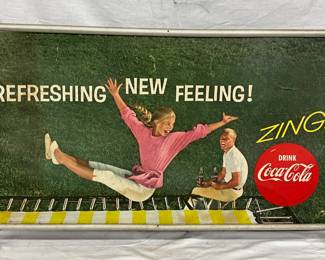 REFRESHING NEW FEELING!
ZING
DRINK
Coca-Cola